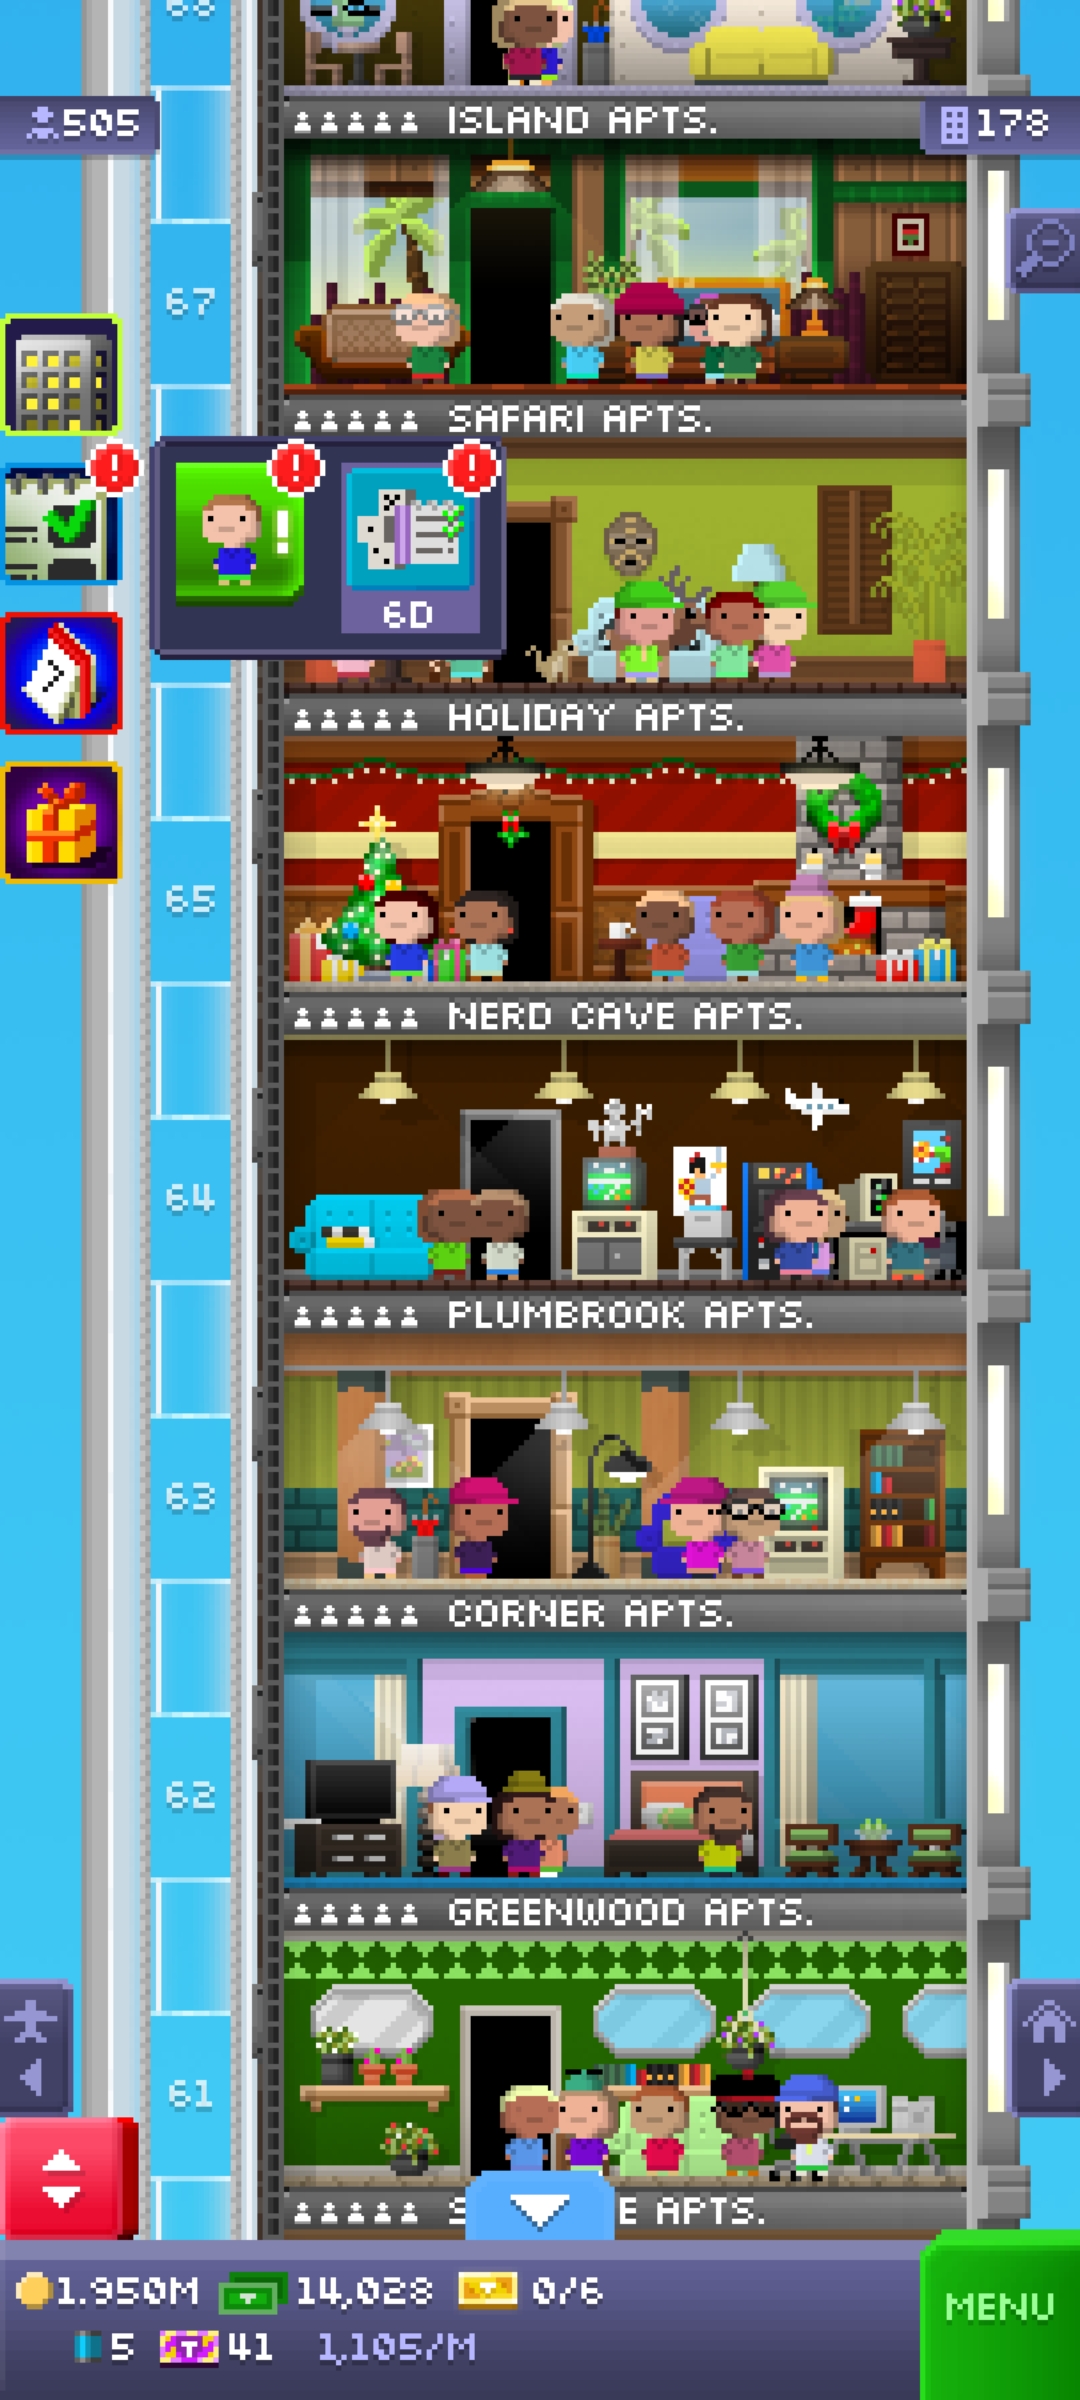 68
505
ISLAND APTS.
178
67
SAFARI APTS.
6D
HOLIDAY APTS.
65
NERD CAVE APTS.
64
PLUMBROOK APTS.
63
CORNER APTS.
62
GREENWOOD APTS.
61
S E APTS.
1.950M 14,028 0/6
MENU
5 41 1,105/M